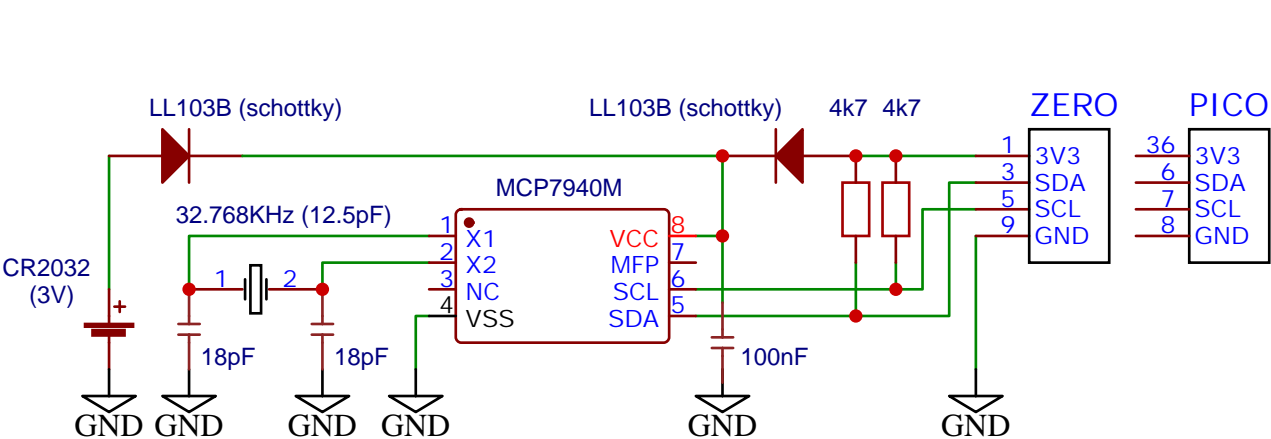 LL103B (schottky)
LL103B (schottky)
4k7 4k7
ZERO
PICO
1
3V3
3
SDA
5
SCL
9
GND
36
3V3
6
SDA
7
SCL
8
GND
MCP7940M
32.768KHz (12.5pF)
1
X1
2
X2
3
NC
4
VSS
8
VCC
7
MFP
6
SCL
5
SDA
CR2032
(3V)
+
1
2
18pF
18pF
100nF
GND
GND
GND
GND
GND
GND